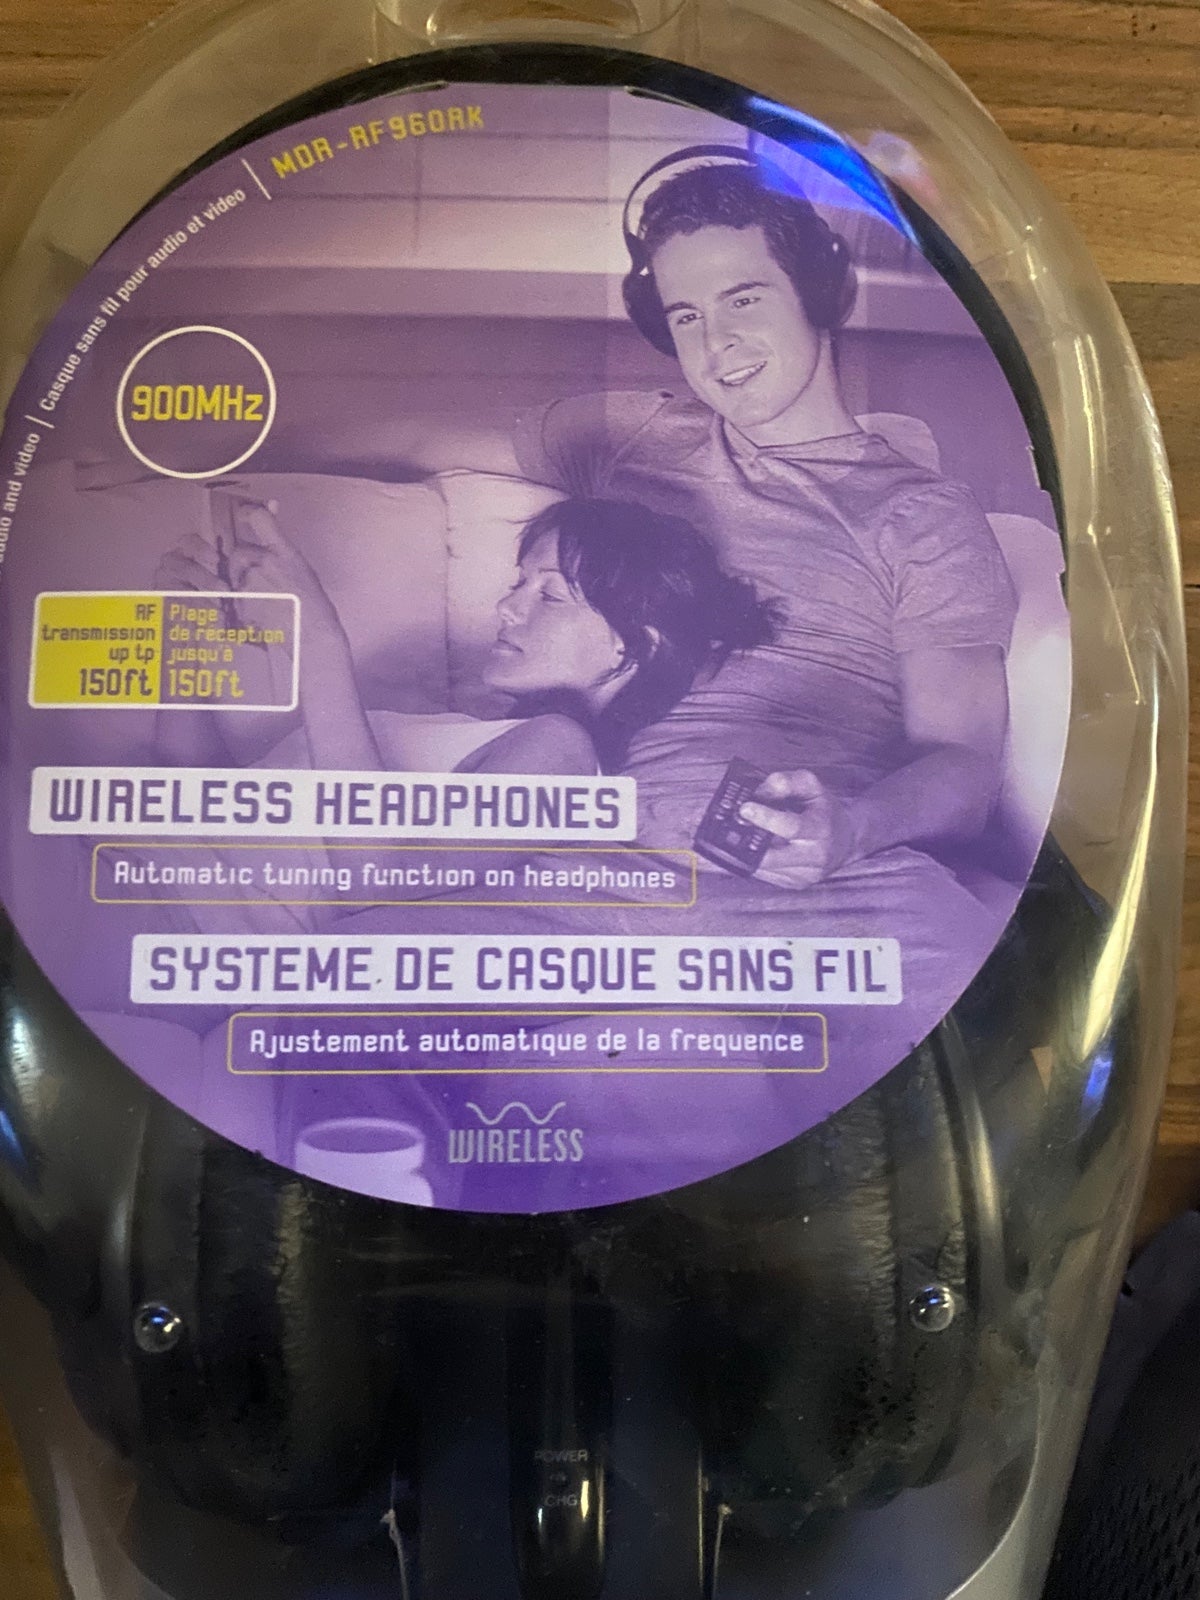 MDR-RF960RK
audio and video | Casque sans fil pour audio et video
900MHz
RF
transmission
up to
150ft
Plage
de reception
jusqu'à
150ft
WIRELESS HEADPHONES
Automatic tuning function on headphones
SYSTEME DE CASQUE SANS FIL
Ajustement automatique de la frequence
WIRELESS
POWER
CHG